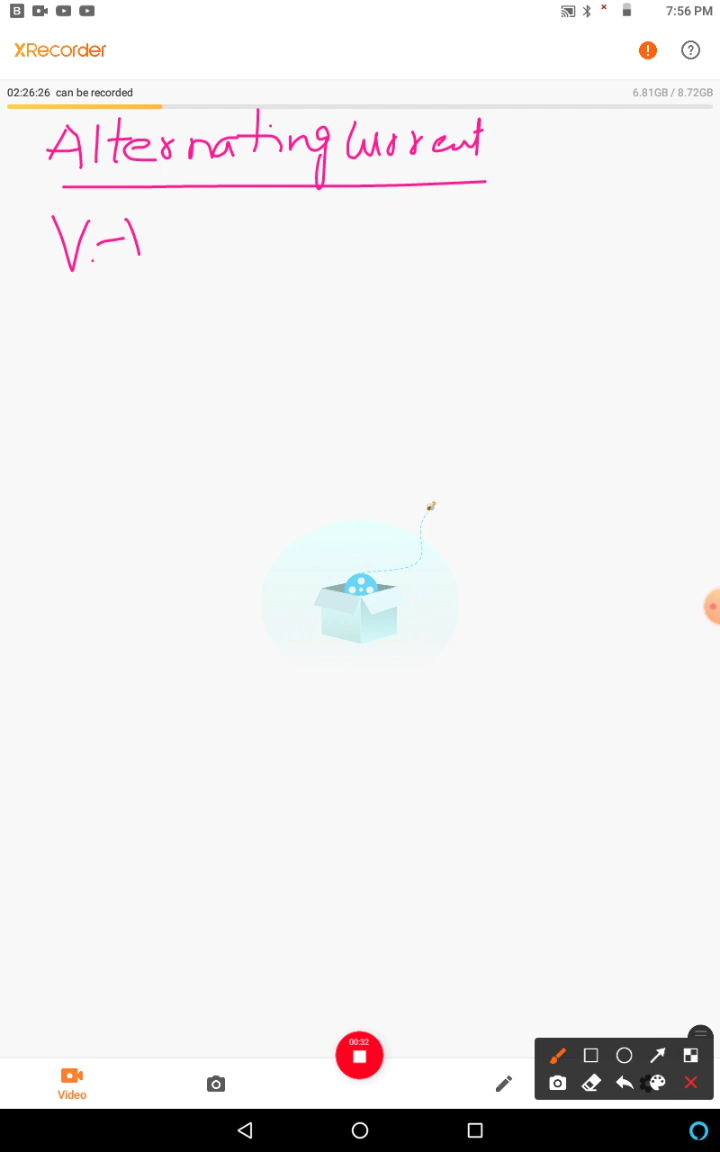 B 7:56 PM
XRecorder
02:26:26 can be recorded 6.81GB / 8.72GB
Alternating Current
V.-1
00:32
Video